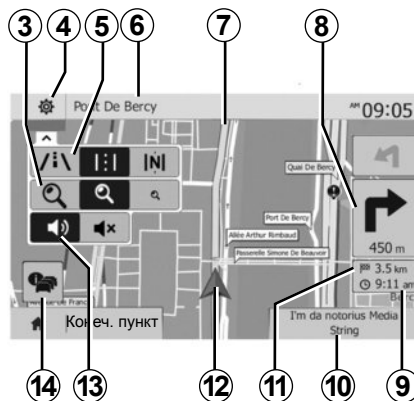 3
4
5
6
7
8
Pont De Bercy
AM 09:05
N
Quai De Bercy
Port De Bercy
450 m
Allée Arthur Rimbaud
Passerelle Simone De Beauvoir
3.5 km
9:11 am
Конеч. пункт
I'm da notorius Media
String
14
13
12
11
10
9